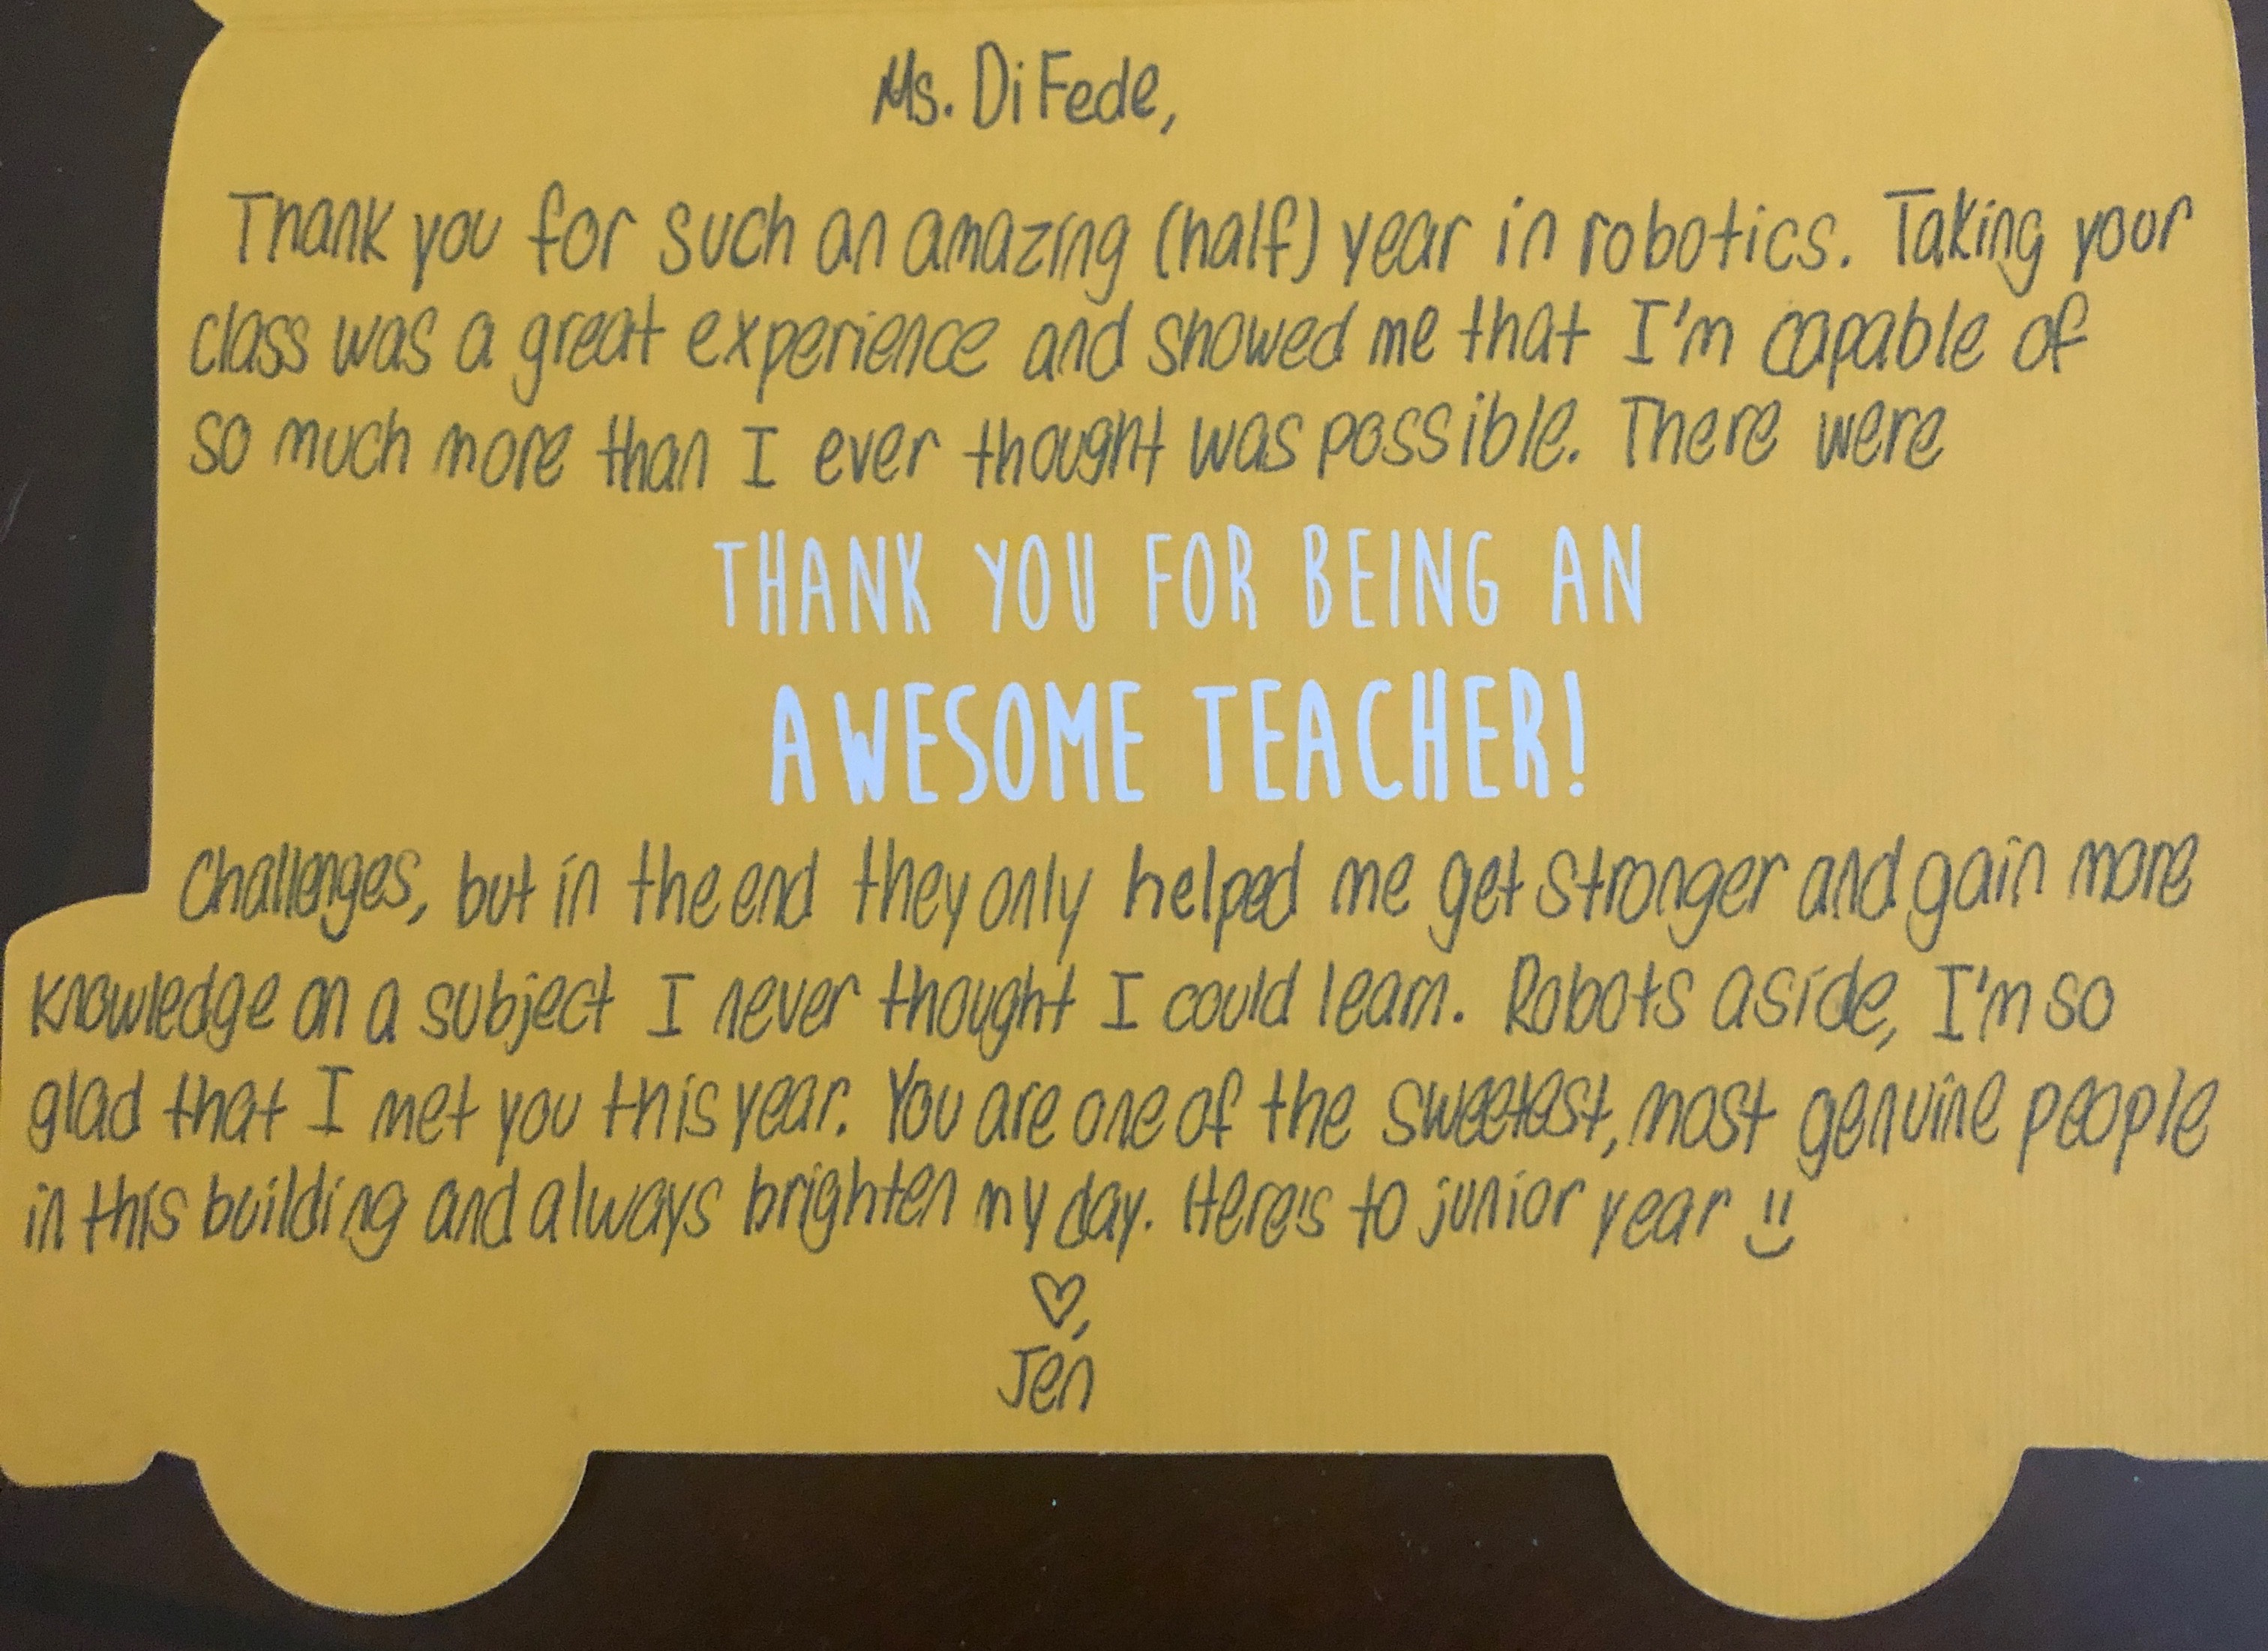 Ms. DiFede,
Thank you for such an amazing (half) year in robotics. Taking your
class was a great experience and showed me that I'm capable of
so much more than I ever thought was possible. There were
THANK YOU FOR BEING AN
AWESOME TEACHER!
Challenges, but in the end they only helped me get stronger and gain more
knowledge on a subject I never thought I could learn. Robots aside, I'm so
glad that I met you this year. You are one of the sweetest, most genuine people
in this building and always brighten my day. Here's to junior year :)
♡,
Jen